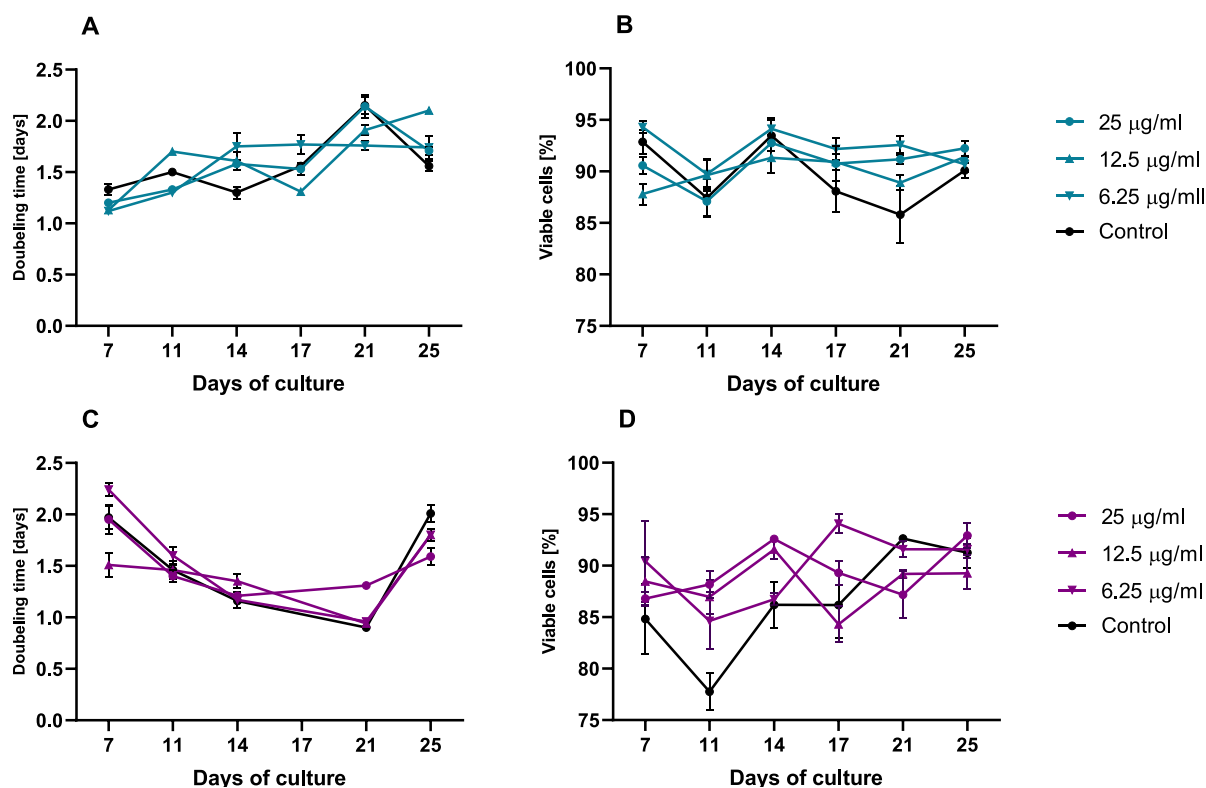 A
Doubeling time [days]
2.5
2.0
1.5
1.0
0.5
0.0
7 11 14 17 21 25
Days of culture
B
Viable cells [%]
100
95
90
85
80
75
7 11 14 17 21 25
Days of culture
25 µg/ml
12.5 µg/ml
6.25 µg/mll
Control
C
Doubeling time [days]
2.5
2.0
1.5
1.0
0.5
0.0
7 11 14 17 21 25
Days of culture
D
Viable cells [%]
100
95
90
85
80
75
7 11 14 17 21 25
Days of culture
25 µg/ml
12.5 µg/ml
6.25 µg/ml
Control